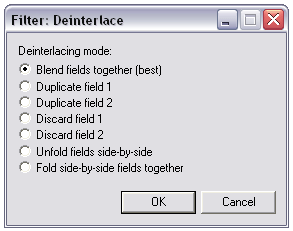 Filter: Deinterlace
Deinterlacing mode:
Blend fields together (best)
Duplicate field 1
Duplicate field 2
Discard field 1
Discard field 2
Unfold fields side-by-side
Fold side-by-side fields together
OK Cancel